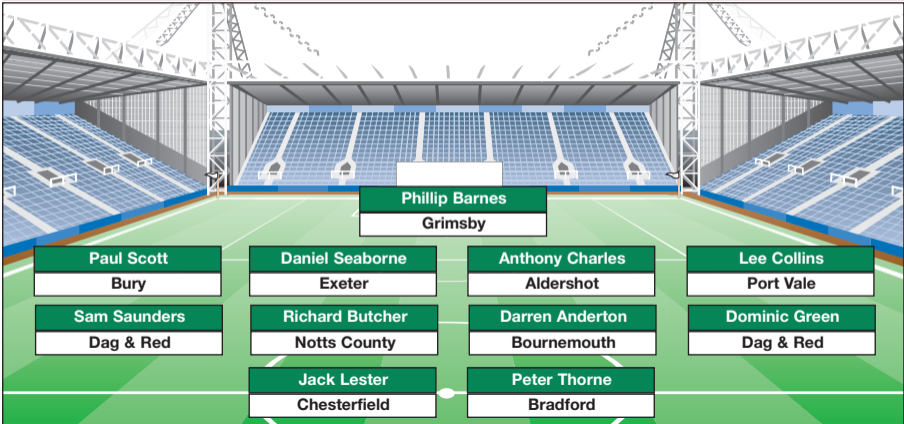 Phillip Barnes
Grimsby
Paul Scott
Bury
Daniel Seaborne
Exeter
Anthony Charles
Aldershot
Lee Collins
Port Vale
Sam Saunders
Dag & Red
Richard Butcher
Notts County
Darren Anderton
Bournemouth
Dominic Green
Dag & Red
Jack Lester
Chesterfield
Peter Thorne
Bradford